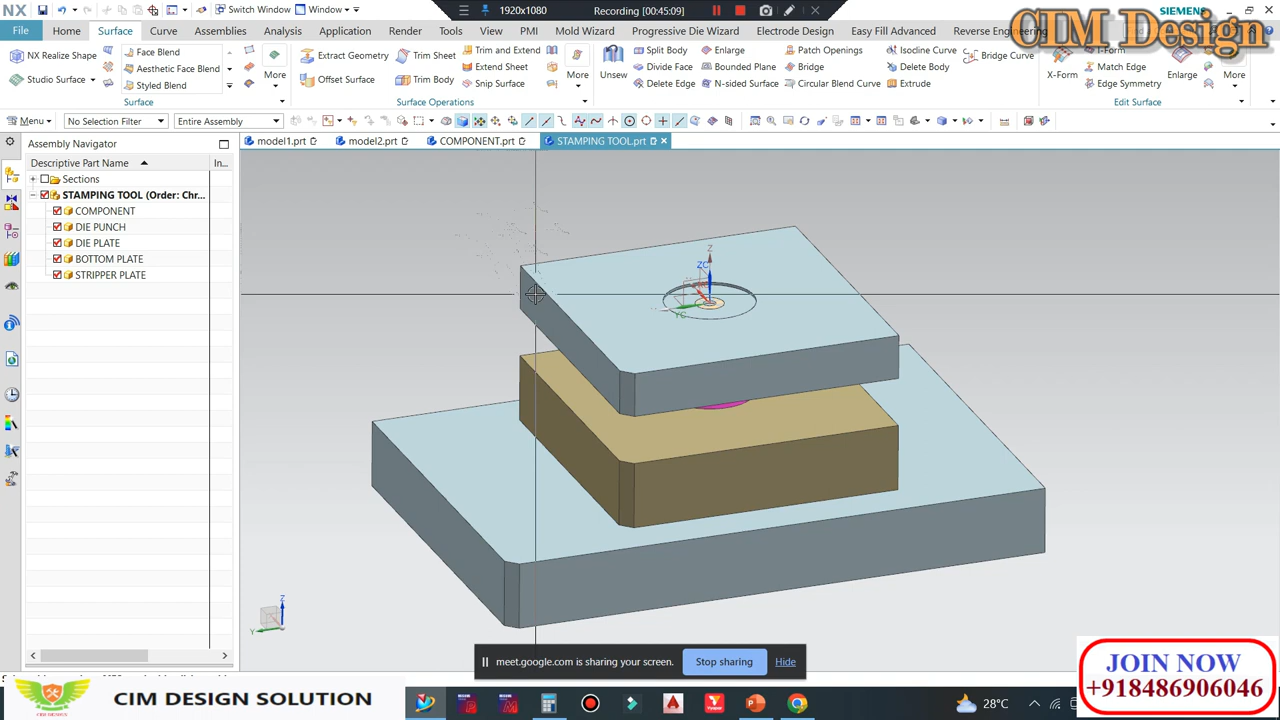 NX
Switch Window
Window
1920x1080
Recording [00:45:09]
SIEMENS
CIM Design
File
Home
Surface
Curve
Assemblies
Analysis
Render
Application
Tools
View
PMI
Mold Wizard
Progressive Die Wizard
Electrode Design
Easy Fill Advanced
Reverse Engineering
NX Realize Shape
Studio Surface
Face Blend
Aesthetic Face Blend
Styled Blend
More
Surface
Extract Geometry
Offset Surface
Trim Sheet
Trim Body
Trim and Extend
Extend Sheet
Snap Surface
More
Surface Operations
Unsew
Split Body
Divide Face
Delete Edge
Enlarge
Bounded Plane
N-sided Surface
Patch Openings
Bridge
Circular Blend Curve
Isocline Curve
Delete Body
Extrude
Bridge Curve
X-Form
I-Form
Match Edge
Edge Symmetry
Enlarge
More
Edit Surface
Menu
No Selection Filter
Entire Assembly
Assembly Navigator
model1.prt
model2.prt
COMPONENT.prt
STAMPING TOOL.prt
Descriptive Part Name
In...
Sections
STAMPING TOOL (Order: Chr...
COMPONENT
DIE PUNCH
DIE PLATE
BOTTOM PLATE
STRIPPER PLATE
Z
ZC
YC
Z
Y
meet.google.com is sharing your screen.
Stop sharing
Hide
JOIN NOW
+918486906046
CIM DESIGN SOLUTION
28°C